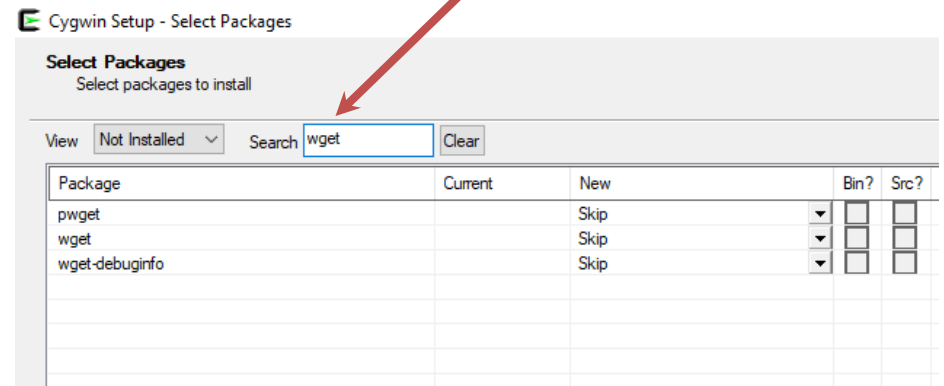 Cygwin Setup - Select Packages
Select Packages
Select packages to install
View Not Installed Search wget Clear
Package Current New Bin? Src?
pwget Skip
wget Skip
wget-debuginfo Skip